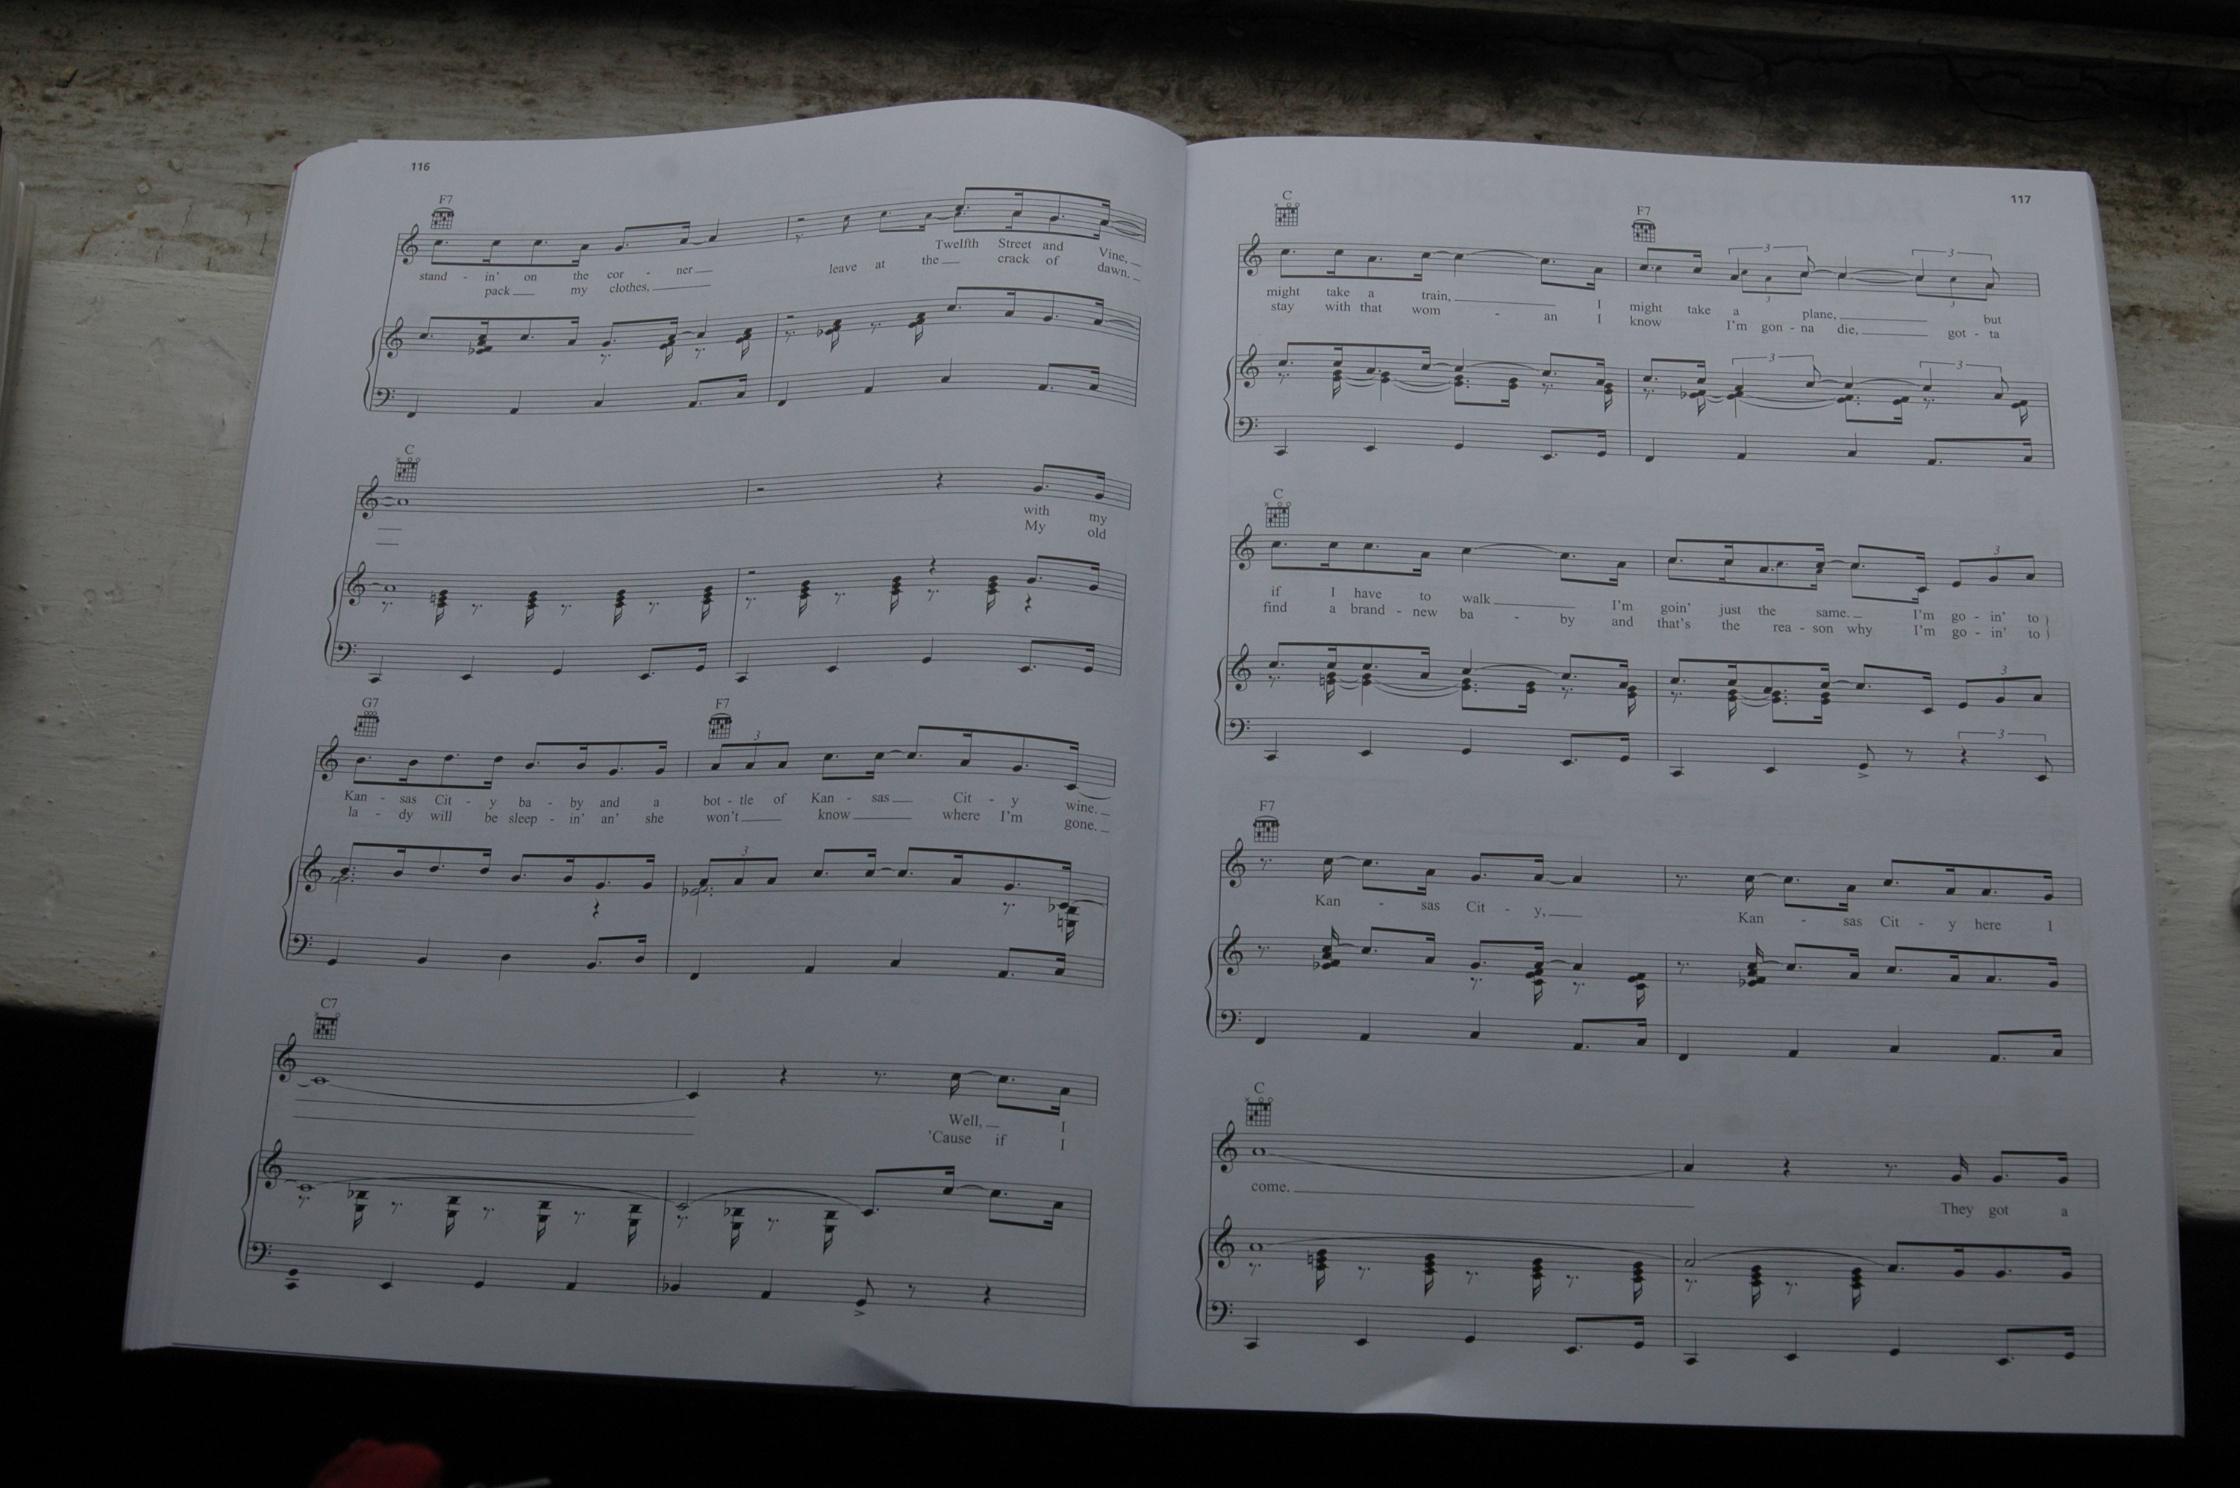 116
F7
Twelfth Street and Vine,
stand - in' on the cor - ner
pack my clothes, leave at the crack of dawn.
C
with my
My old
G7 F7
3
Kan - sas Cit - y ba - by and a bot - tle of Kan - sas Cit - y wine.
la - dy will be sleep - in' an' she won't know where I'm gone.
3
C7
Well, I
'Cause if I
117
C F7
3 3
3 3
might take a train, I might take a plane, but
stay with that wom - an I know I'm gon - na die, got - ta
3 3
C
3
if I have to walk I'm goin' just the same. I'm go - in' to
find a brand - new ba - by and that's the rea - son why I'm go - in' to
3
3
F7
Kan - sas Cit - y, Kan - sas Cit - y here I
C
come. They got a